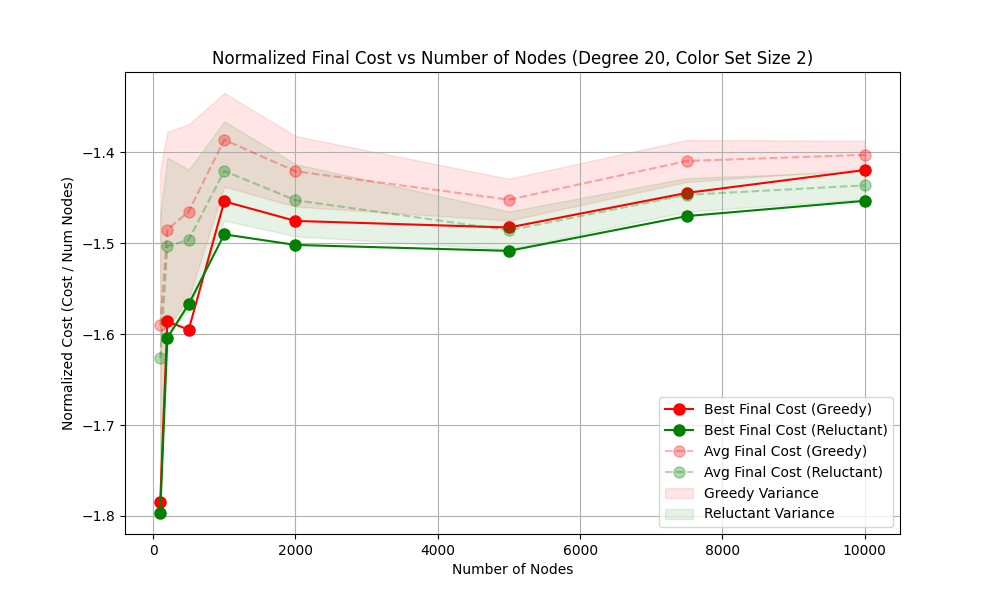 Normalized Final Cost vs Number of Nodes (Degree 20, Color Set Size 2)
Normalized Cost (Cost / Num Nodes)
−1.4
−1.5
−1.6
−1.7
−1.8
Best Final Cost (Greedy)
Best Final Cost (Reluctant)
Avg Final Cost (Greedy)
Avg Final Cost (Reluctant)
Greedy Variance
Reluctant Variance
0
2000
4000
6000
8000
10000
Number of Nodes